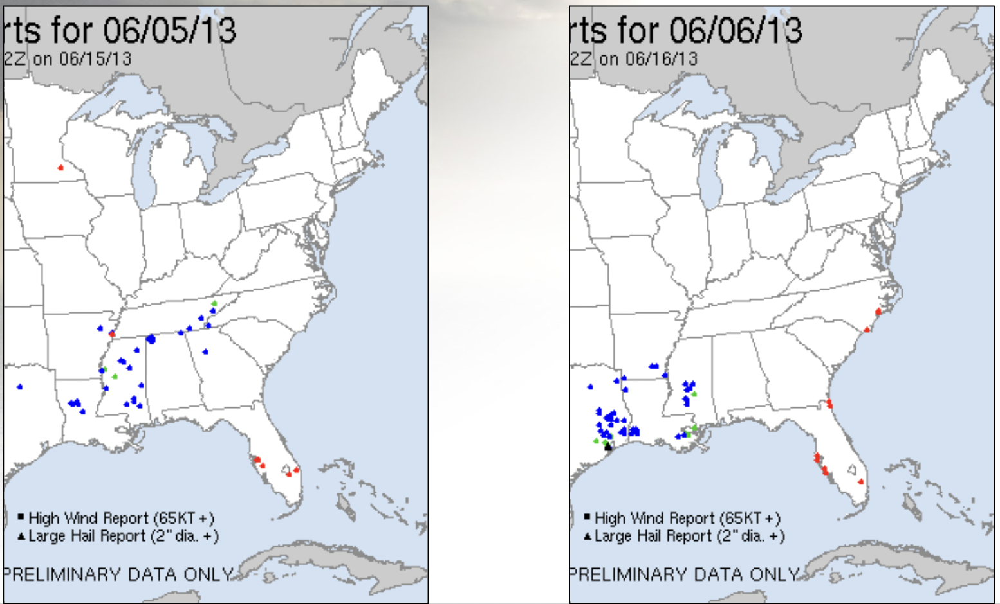 rts for 06/05/13
2Z on 06/15/13
High Wind Report (65KT +)
Large Hail Report (2" dia. +)
PRELIMINARY DATA ONLY
rts for 06/06/13
2Z on 06/16/13
High Wind Report (65KT +)
Large Hail Report (2" dia. +)
PRELIMINARY DATA ONLY